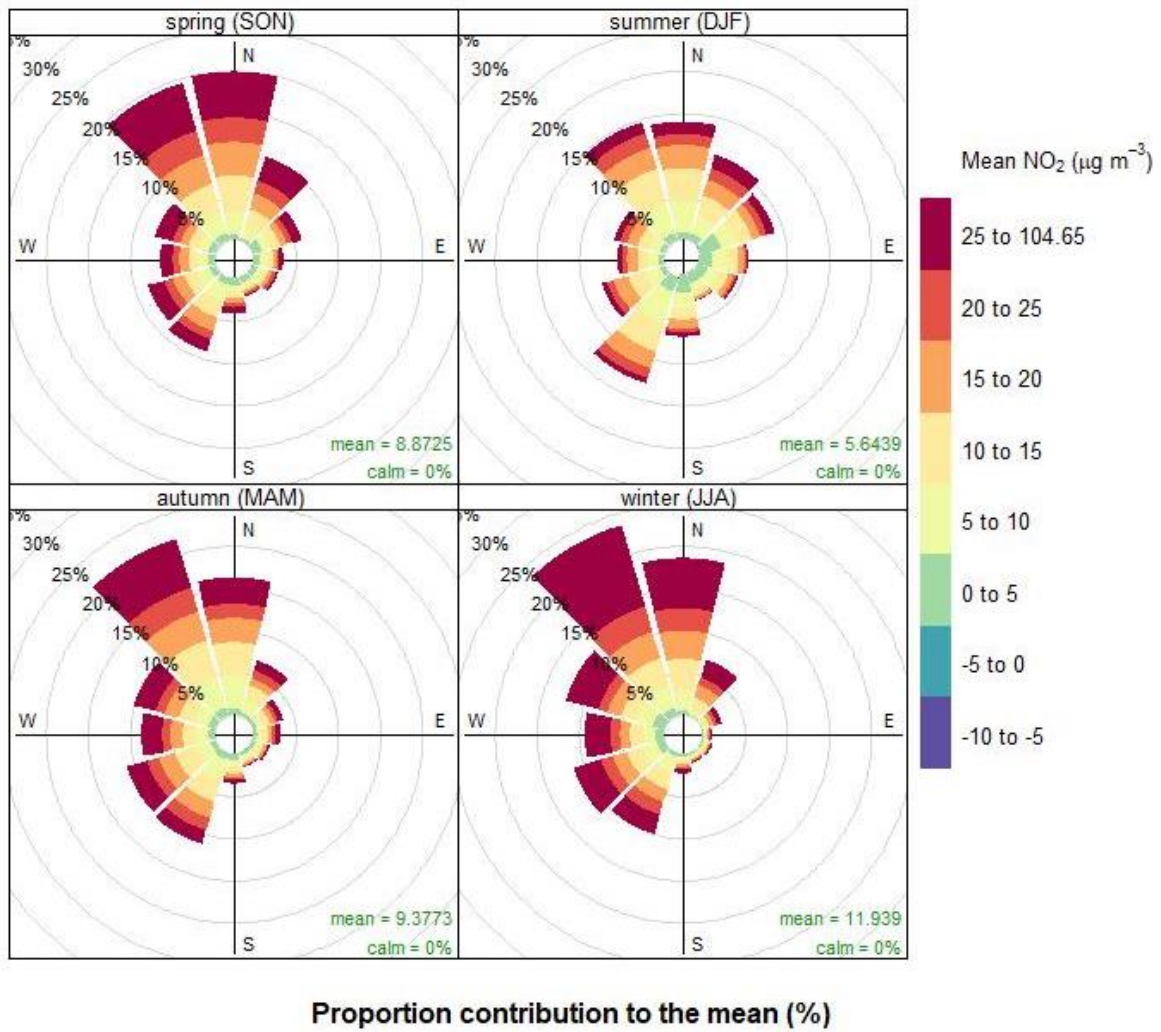 spring (SON)
summer (DJF)
N
30%
25%
20%
15%
10%
5%
W
E
mean = 8.8725
calm = 0%
S
N
30%
25%
20%
15%
10%
5%
W
E
mean = 5.6439
calm = 0%
S
autumn (MAM)
winter (JJA)
N
30%
25%
20%
15%
10%
5%
W
E
mean = 9.3773
calm = 0%
S
N
30%
25%
20%
15%
10%
5%
W
E
mean = 11.939
calm = 0%
S
Mean NO₂ (μg m⁻³)
25 to 104.65
20 to 25
15 to 20
10 to 15
5 to 10
0 to 5
-5 to 0
-10 to -5
Proportion contribution to the mean (%)